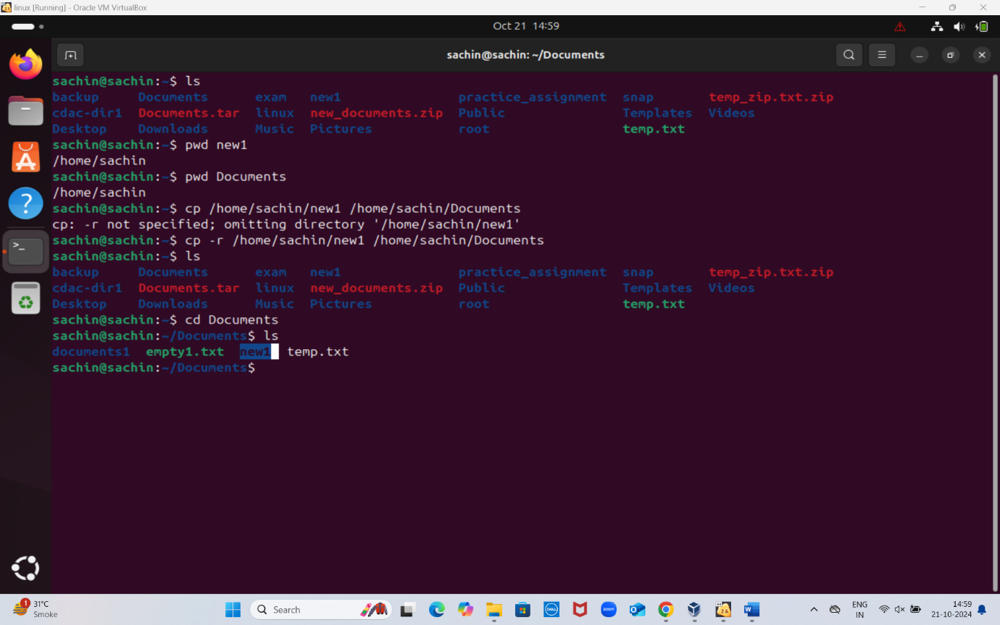 linux [Running] - Oracle VM VirtualBox
Oct 21 14:59
sachin@sachin: ~/Documents
sachin@sachin:~$ ls
backup Documents exam new1 practice_assignment snap temp_zip.txt.zip
cdac-dir1 Documents.tar linux new_documents.zip Public Templates Videos
Desktop Downloads Music Pictures root temp.txt
sachin@sachin:~$ pwd new1
/home/sachin
sachin@sachin:~$ pwd Documents
/home/sachin
sachin@sachin:~$ cp /home/sachin/new1 /home/sachin/Documents
cp: -r not specified; omitting directory '/home/sachin/new1'
sachin@sachin:~$ cp -r /home/sachin/new1 /home/sachin/Documents
sachin@sachin:~$ ls
backup Documents exam new1 practice_assignment snap temp_zip.txt.zip
cdac-dir1 Documents.tar linux new_documents.zip Public Templates Videos
Desktop Downloads Music Pictures root temp.txt
sachin@sachin:~$ cd Documents
sachin@sachin:~/Documents$ ls
documents1 empty1.txt new1 temp.txt
sachin@sachin:~/Documents$
1 31°C
Smoke
Search
DELL
zoom
2.6
ENG
IN
14:59
21-10-2024